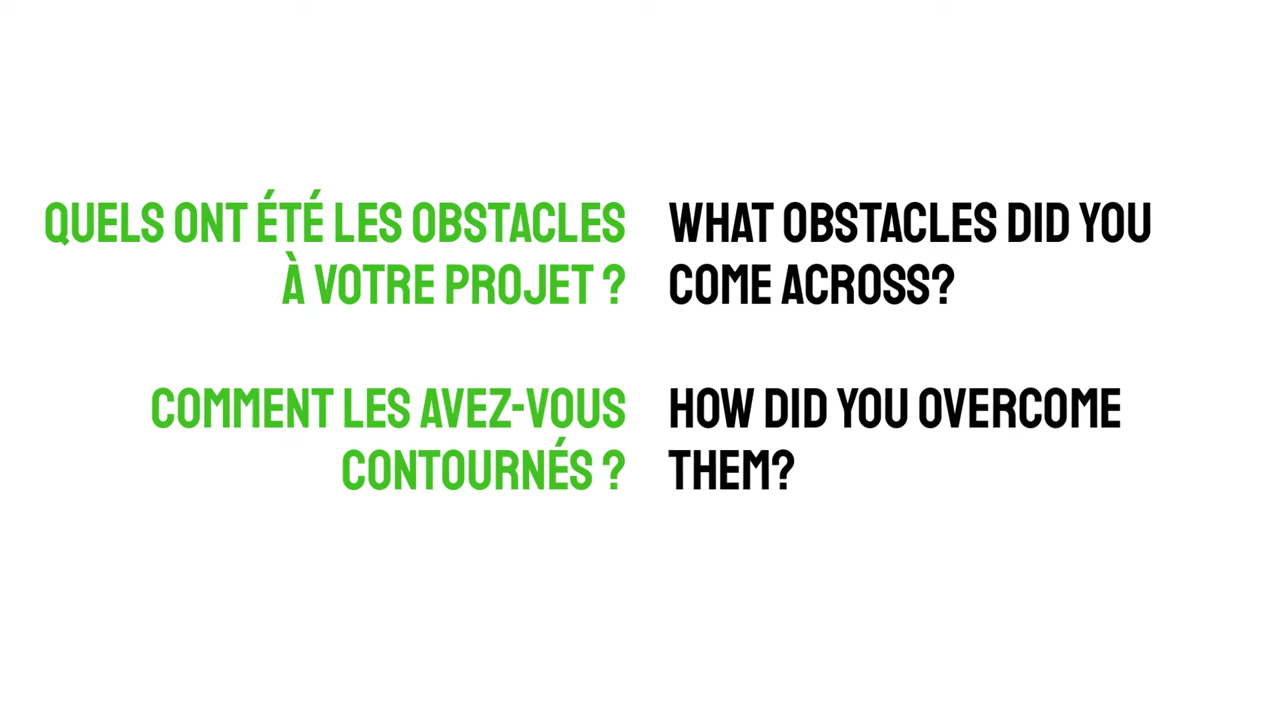 QUELS ONT ÉTÉ LES OBSTACLES
À VOTRE PROJET ?
COMMENT LES AVEZ-VOUS
CONTOURNÉS ?
WHAT OBSTACLES DID YOU
COME ACROSS?
HOW DID YOU OVERCOME
THEM?